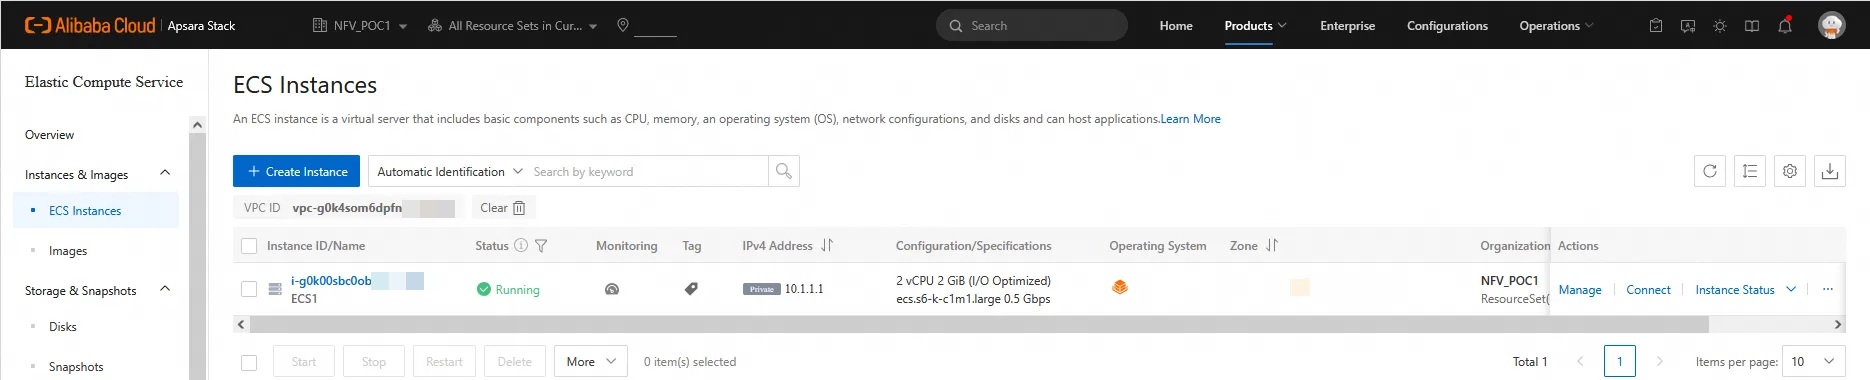 Alibaba Cloud | Apsara Stack NFV_POC1 All Resource Sets in Cur... Search Home Products Enterprise Configurations Operations
Elastic Compute Service
Overview
Instances & Images
ECS Instances
Images
Storage & Snapshots
Disks
Snapshots
ECS Instances
An ECS instance is a virtual server that includes basic components such as CPU, memory, an operating system (OS), network configurations, and disks and can host applications.Learn More
+ Create Instance Automatic Identification Search by keyword
VPC ID vpc-g0k4som6dpfn Clear
Instance ID/Name Status Monitoring Tag IPv4 Address Configuration/Specifications Operating System Zone Organization Actions
i-g0k00sbc0ob Running Private 10.1.1.1 2 vCPU 2 GiB (I/O Optimized) NFV_POC1 Manage Connect Instance Status ...
ECS1 ecs.s6-k-c1m1.large 0.5 Gbps ResourceSet(
Start Stop Restart Delete More 0 item(s) selected Total 1 < 1 > Items per page: 10